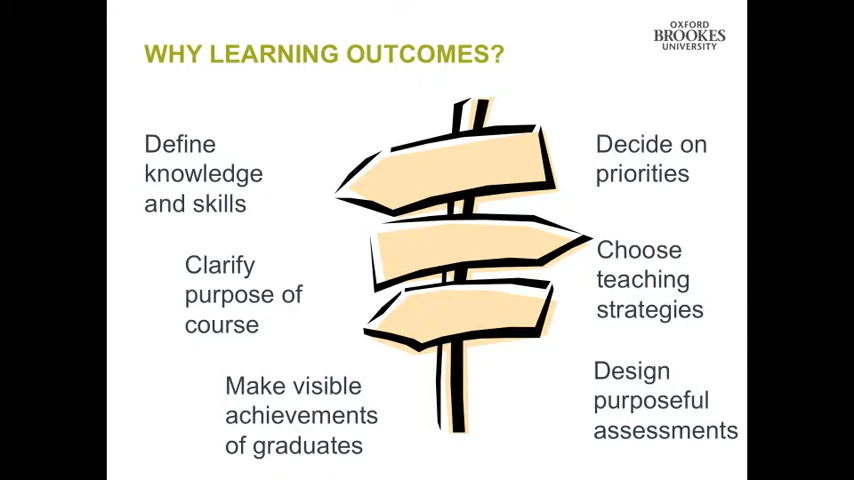 OXFORD
BROOKES
UNIVERSITY
WHY LEARNING OUTCOMES?
Define
knowledge
and skills
Clarify
purpose of
course
Make visible
achievements
of graduates
Decide on
priorities
Choose
teaching
strategies
Design
purposeful
assessments